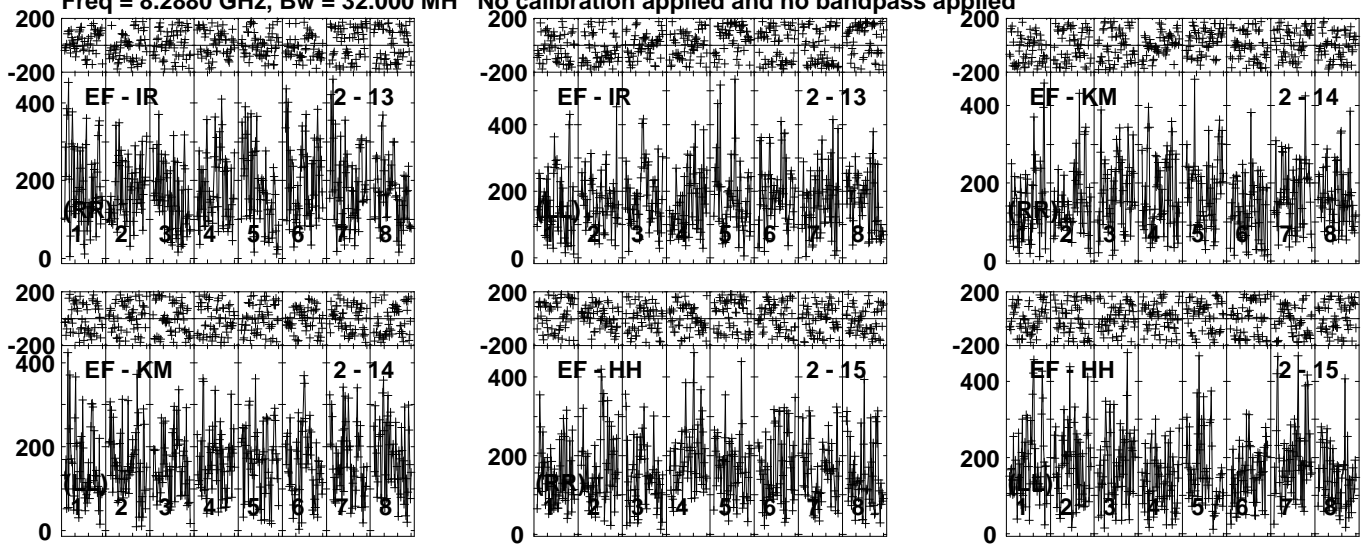 Freq = 8.2880 GHz, Bw = 32.000 MH No calibration applied and no bandpass applied
200 200 200
-200 -200 -200
EF - IR 2 - 13 EF - IR 2 - 13 EF - KM 2 - 14
400 400 400
200 200 200
(RR) (LL) (RR)
1 2 3 4 5 6 7 8 1 2 3 4 5 6 7 8 1 2 3 4 5 6 7 8
0 0 0
200 200 200
-200 -200 -200
400 EF - KM 2 - 14 400 EF - HH 2 - 15 400 EF - HH 2 - 15
200 200 200
(LL) (RR) (LL)
1 2 3 4 5 6 7 8 1 2 3 4 5 6 7 8 1 2 3 4 5 6 7 8
0 0 0